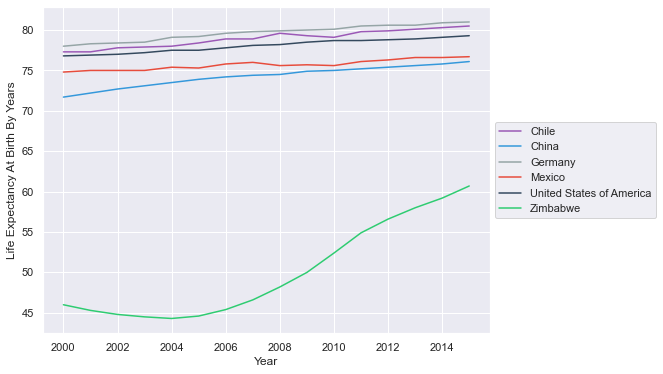 Life Expectancy At Birth By Years
80
75
70
65
60
55
50
45
2000
2002
2004
2006
2008
2010
2012
2014
Year
Chile
China
Germany
Mexico
United States of America
Zimbabwe